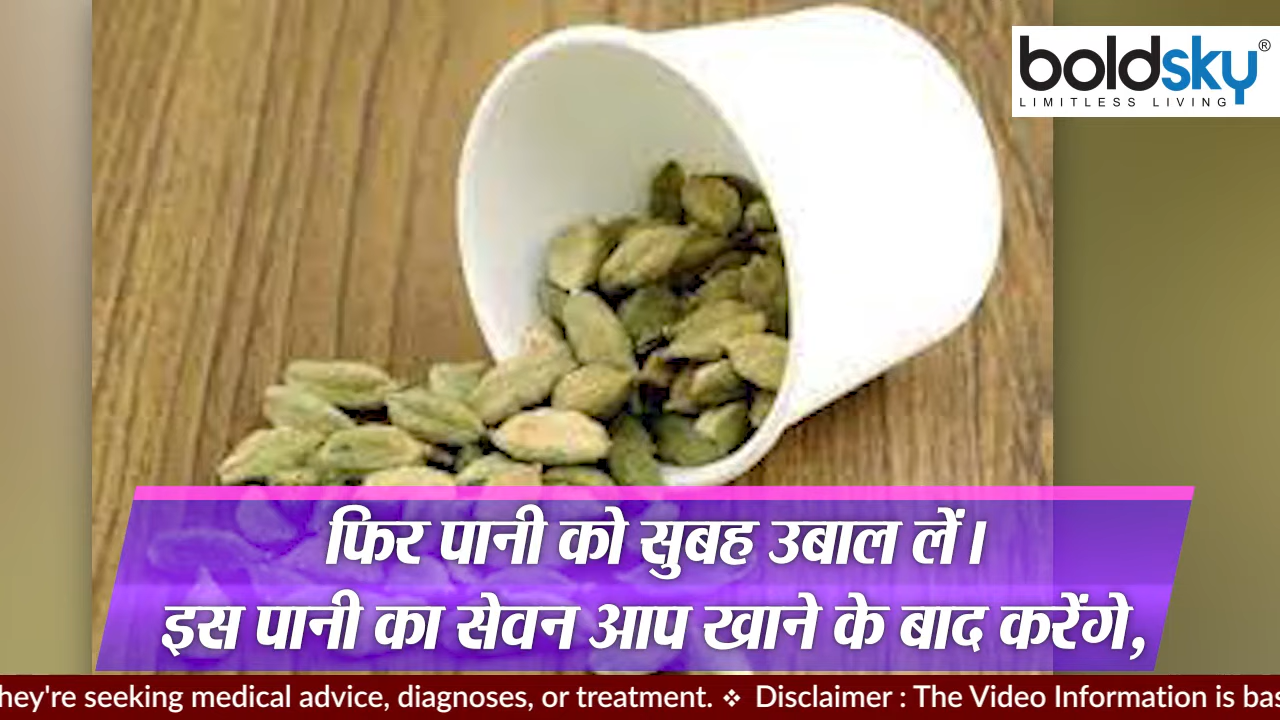 boldsky®
LIMITLESS LIVING
फिर पानी को सुबह उबाल लें।
इस पानी का सेवन आप खाने के बाद करेंगे,
hey're seeking medical advice, diagnoses, or treatment. ❖ Disclaimer : The Video Information is bas